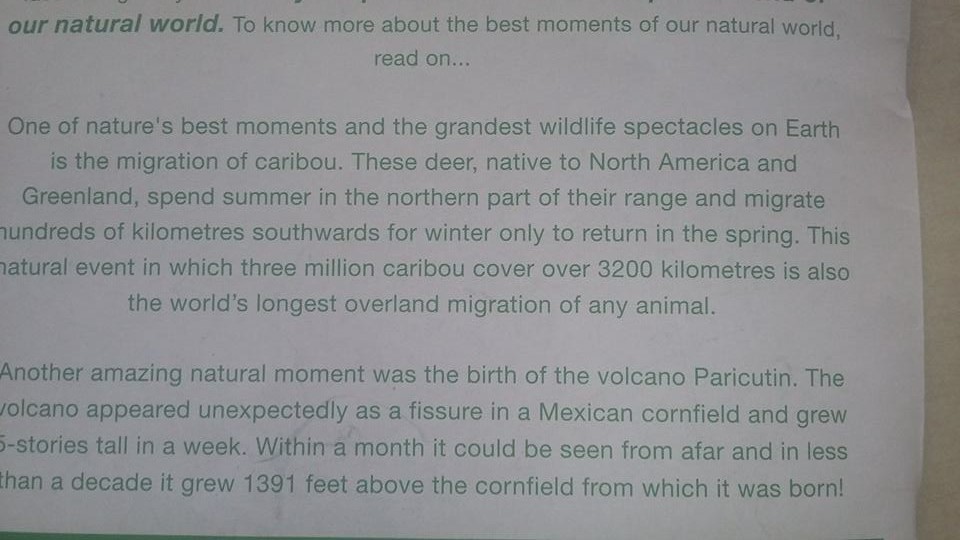 our natural world. To know more about the best moments of our natural world,
read on...
One of nature's best moments and the grandest wildlife spectacles on Earth
is the migration of caribou. These deer, native to North America and
Greenland, spend summer in the northern part of their range and migrate
hundreds of kilometres southwards for winter only to return in the spring. This
natural event in which three million caribou cover over 3200 kilometres is also
the world's longest overland migration of any animal.
Another amazing natural moment was the birth of the volcano Paricutin. The
volcano appeared unexpectedly as a fissure in a Mexican cornfield and grew
5-stories tall in a week. Within a month it could be seen from afar and in less
than a decade it grew 1391 feet above the cornfield from which it was born!